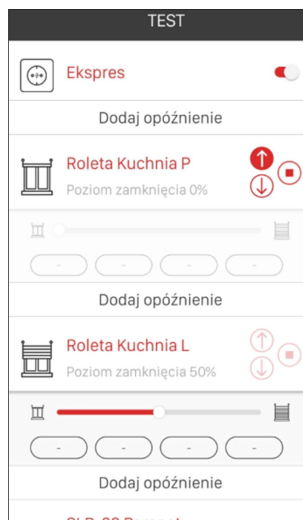 TEST
Ekspres
Dodaj opóźnienie
Roleta Kuchnia P
Poziom zamknięcia 0%
- - - -
Dodaj opóźnienie
Roleta Kuchnia L
Poziom zamknięcia 50%
- - - -
Dodaj opóźnienie